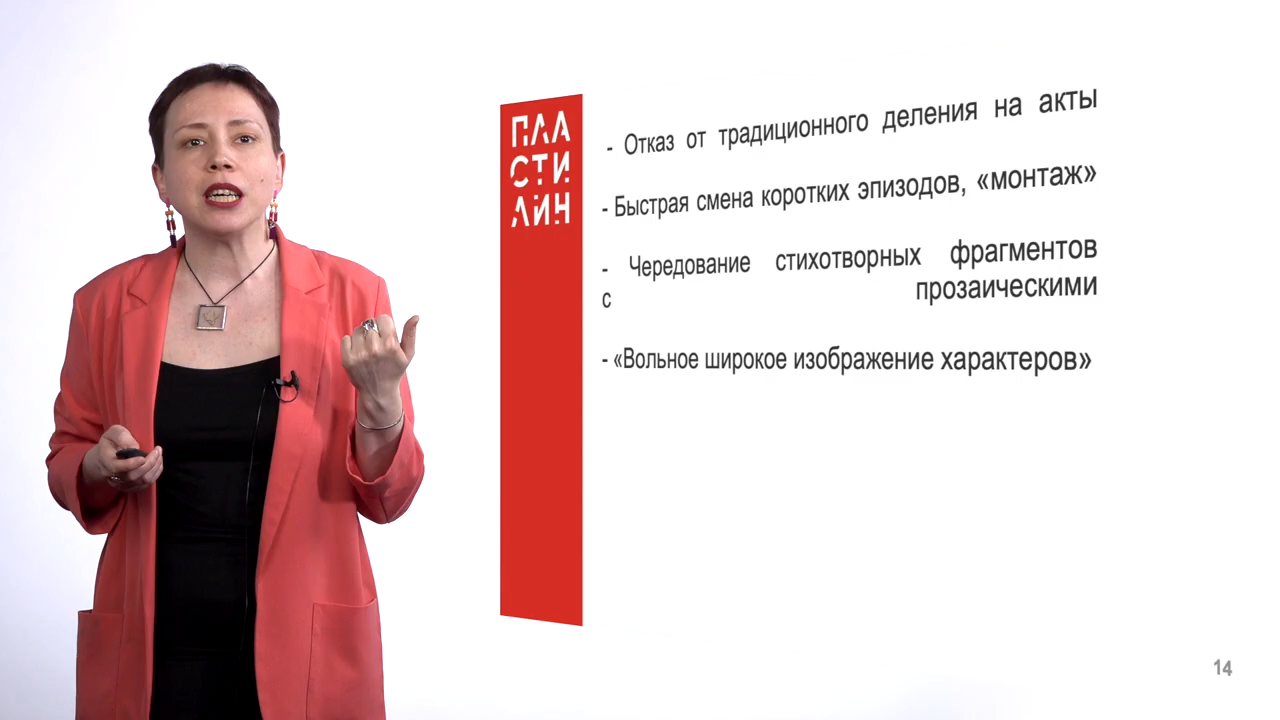 ПЛА
СТИ
ЛИН
- Отказ от традиционного деления на акты
- Быстрая смена коротких эпизодов, «монтаж»
- Чередование стихотворных фрагментов
с прозаическими
- «Вольное широкое изображение характеров»
14